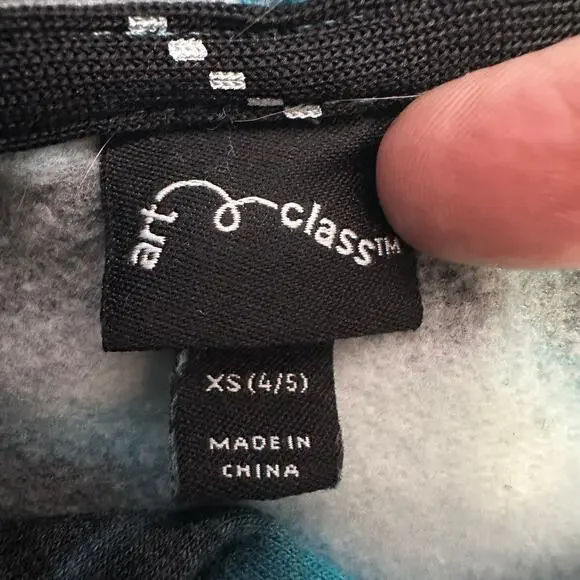 art class™
XS (4/5)
MADE IN
CHINA